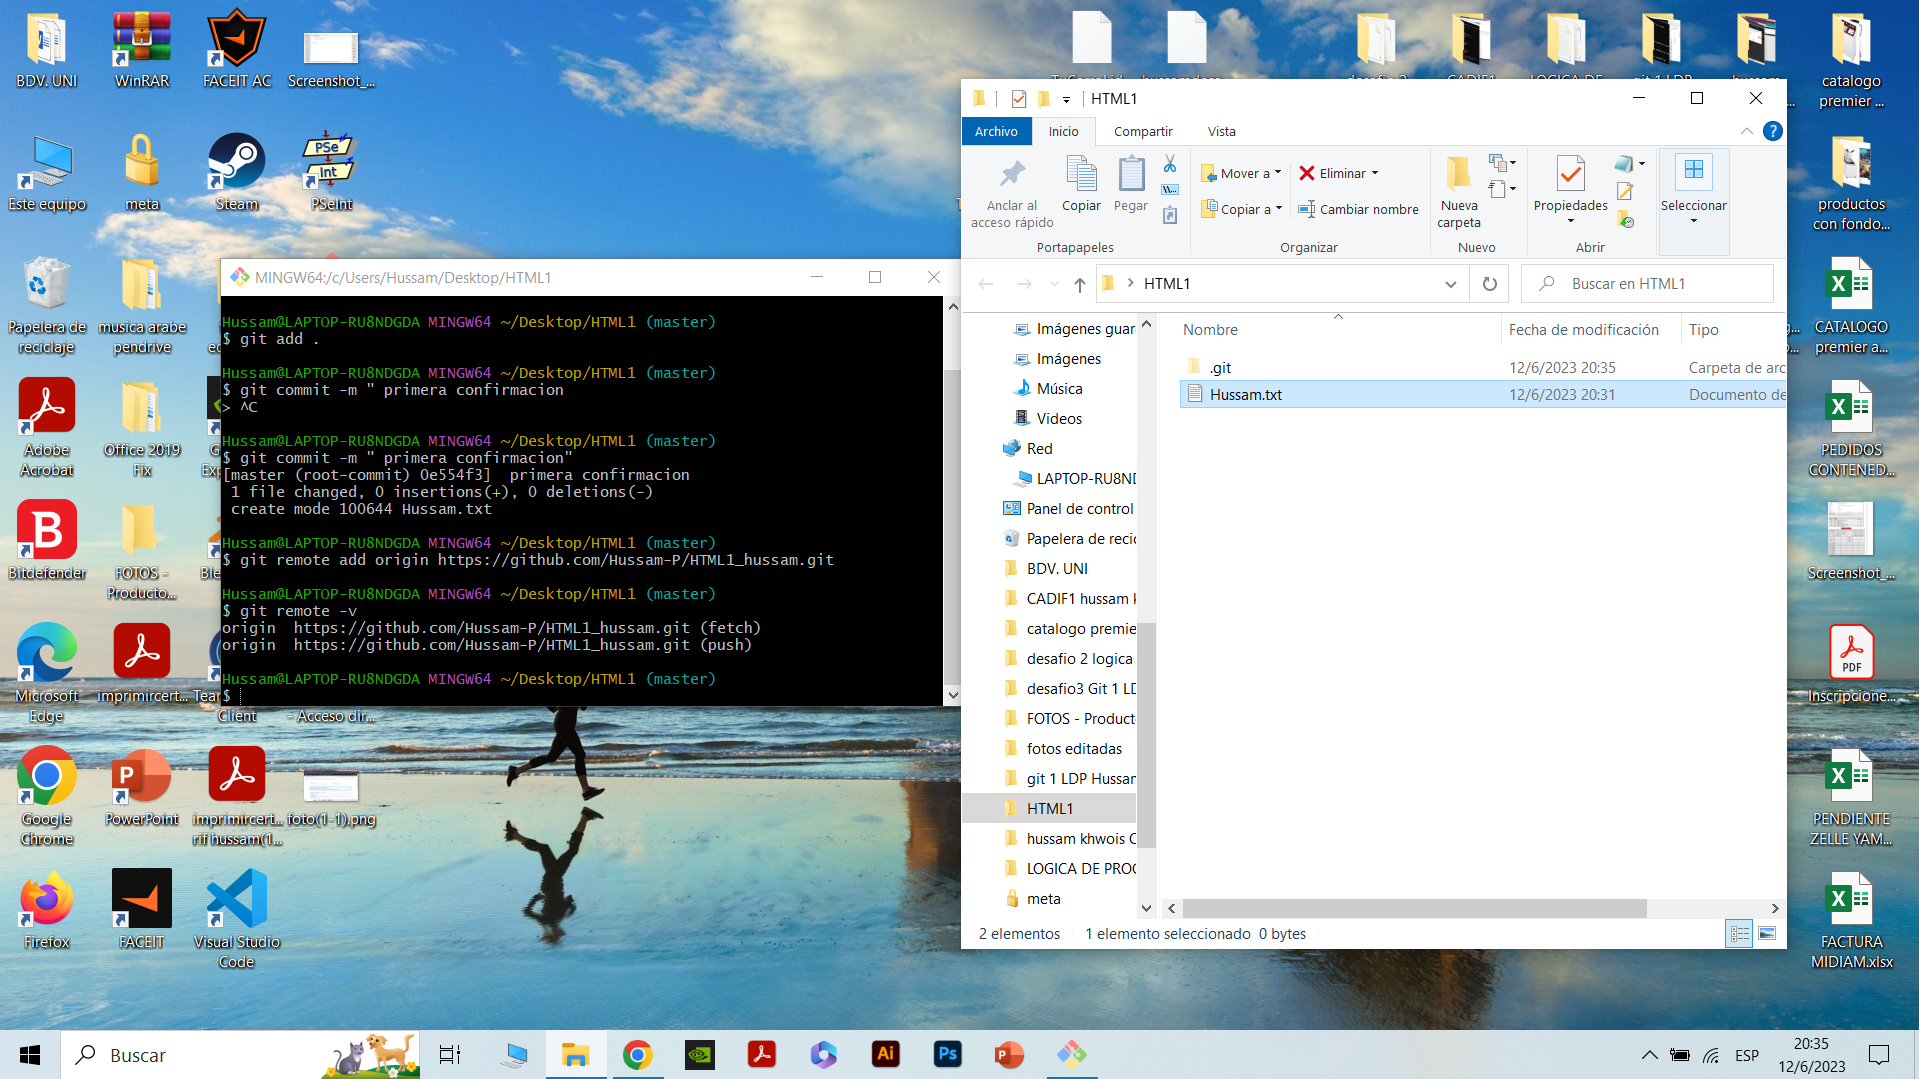 BDV. UNI
WinRAR
FACEIT AC
Screenshot_...
Este equipo
meta
Steam
PSe
Int
PSeInt
Papelera de
reciclaje
musica arabe
pendrive
Adobe
Acrobat
Office 2019
Fix
Bitdefender
FOTOS -
Producto...
Microsoft
Edge
imprimircert...
Client
- Acceso dir...
Google
Chrome
PowerPoint
imprimircert...
rif hussam(1...
foto(1-1).png
Firefox
FACEIT
Visual Studio
Code
MINGW64:/c/Users/Hussam/Desktop/HTML1
Hussam@LAPTOP-RU8NDGDA MINGW64 ~/Desktop/HTML1 (master)
$ git add .
Hussam@LAPTOP-RU8NDGDA MINGW64 ~/Desktop/HTML1 (master)
$ git commit -m " primera confirmacion
> ^C
Hussam@LAPTOP-RU8NDGDA MINGW64 ~/Desktop/HTML1 (master)
$ git commit -m " primera confirmacion"
[master (root-commit) 0e554f3]  primera confirmacion
1 file changed, 0 insertions(+), 0 deletions(-)
create mode 100644 Hussam.txt
Hussam@LAPTOP-RU8NDGDA MINGW64 ~/Desktop/HTML1 (master)
$ git remote add origin https://github.com/Hussam-P/HTML1_hussam.git
Hussam@LAPTOP-RU8NDGDA MINGW64 ~/Desktop/HTML1 (master)
$ git remote -v
origin  https://github.com/Hussam-P/HTML1_hussam.git (fetch)
origin  https://github.com/Hussam-P/HTML1_hussam.git (push)
Hussam@LAPTOP-RU8NDGDA MINGW64 ~/Desktop/HTML1 (master)
$
HTML1
Archivo Inicio Compartir Vista
Anclar al
acceso rápido
Copiar
Pegar
Portapapeles
Mover a
Copiar a
Eliminar
Cambiar nombre
Organizar
Nueva
carpeta
Nuevo
Propiedades
Abrir
Seleccionar
HTML1
Buscar en HTML1
Imágenes guar
Imágenes
Música
Videos
Red
LAPTOP-RU8ND
Panel de control
Papelera de reci
BDV. UNI
CADIF1 hussam
catalogo premie
desafio 2 logica
desafio3 Git 1 LD
FOTOS - Product
fotos editadas
git 1 LDP Hussar
HTML1
hussam khwois C
LOGICA DE PROG
meta
Nombre Fecha de modificación Tipo
.git 12/6/2023 20:35 Carpeta de arc
Hussam.txt 12/6/2023 20:31 Documento de
2 elementos 1 elemento seleccionado 0 bytes
catalogo
premier ...
productos
con fondo...
CATALOGO
premier a...
PEDIDOS
CONTENED...
Screenshot_...
PDF
Inscripcione...
PENDIENTE
ZELLE YAM...
FACTURA
MIDIAM.xlsx
Buscar
Ai
Ps
ESP
20:35
12/6/2023